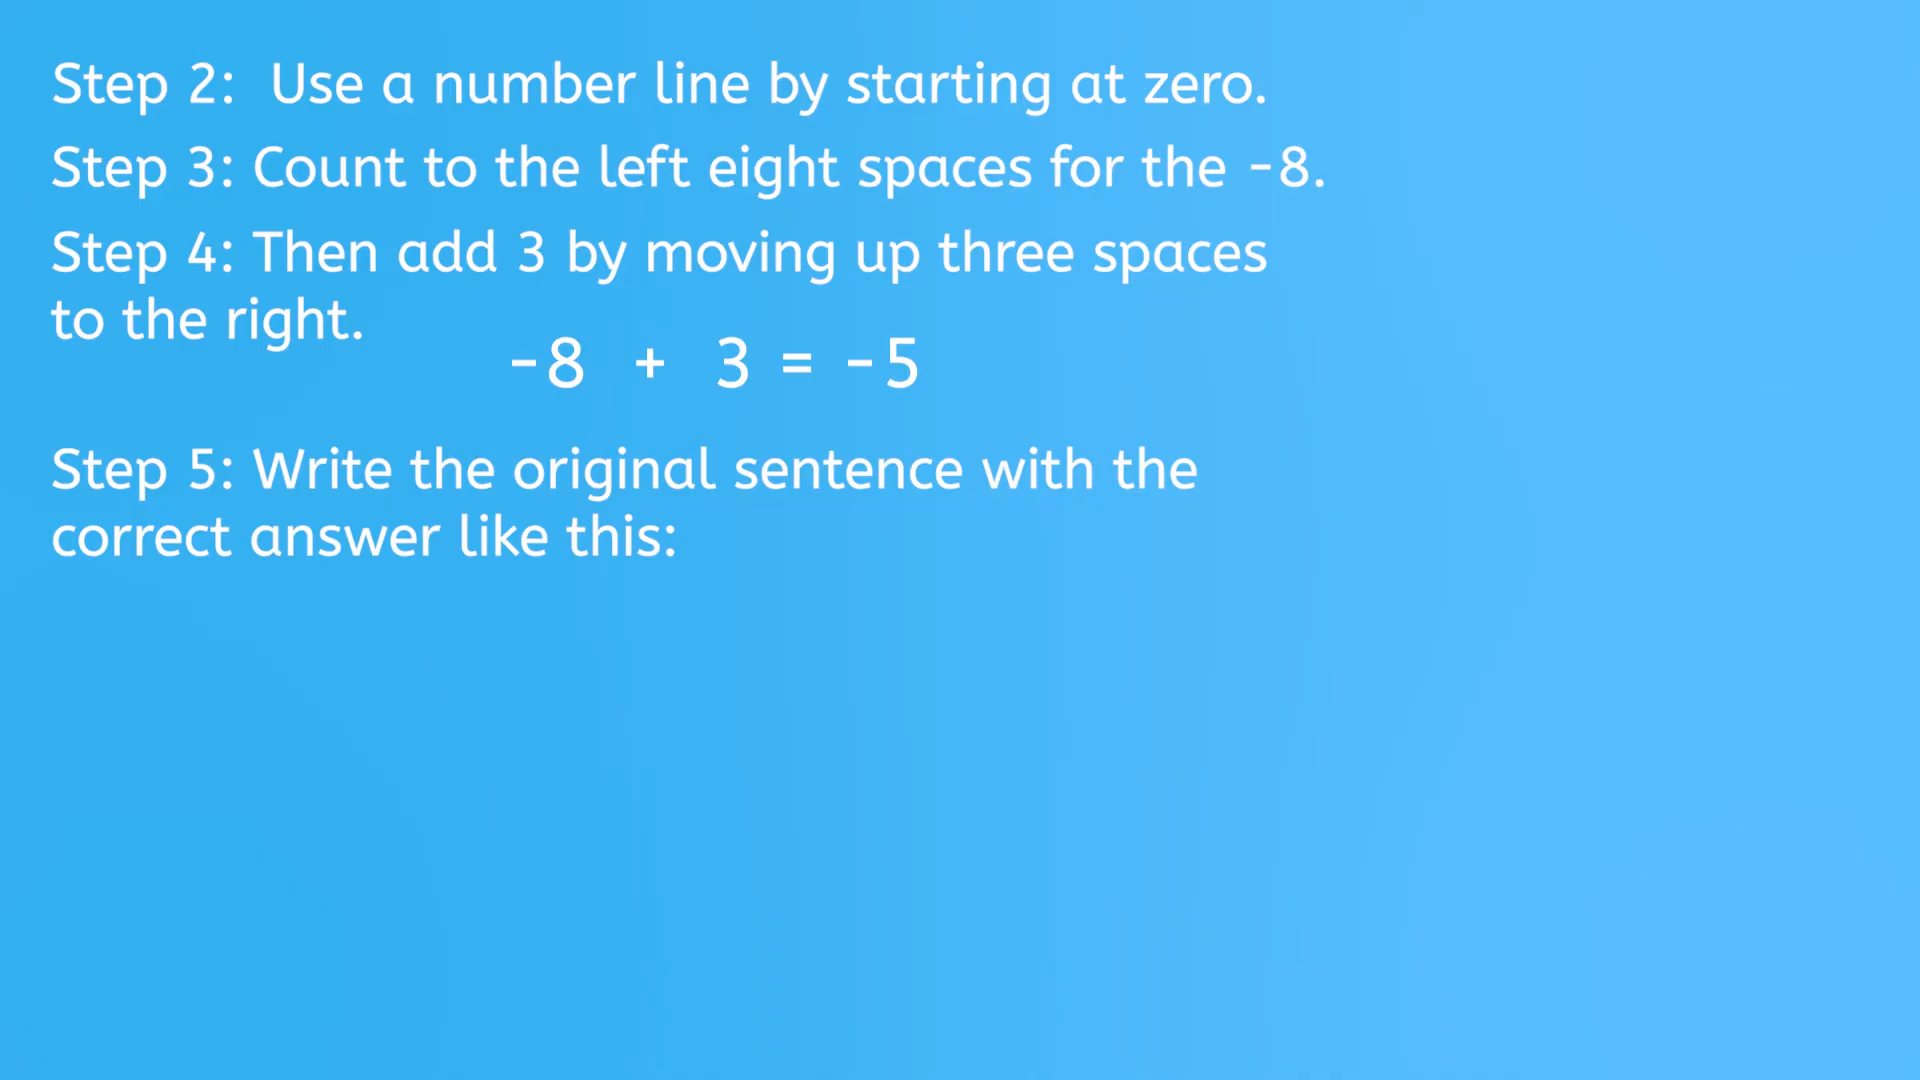 Step 2: Use a number line by starting at zero.
Step 3: Count to the left eight spaces for the -8.
Step 4: Then add 3 by moving up three spaces
to the right.
-8 + 3 = -5
Step 5: Write the original sentence with the
correct answer like this: